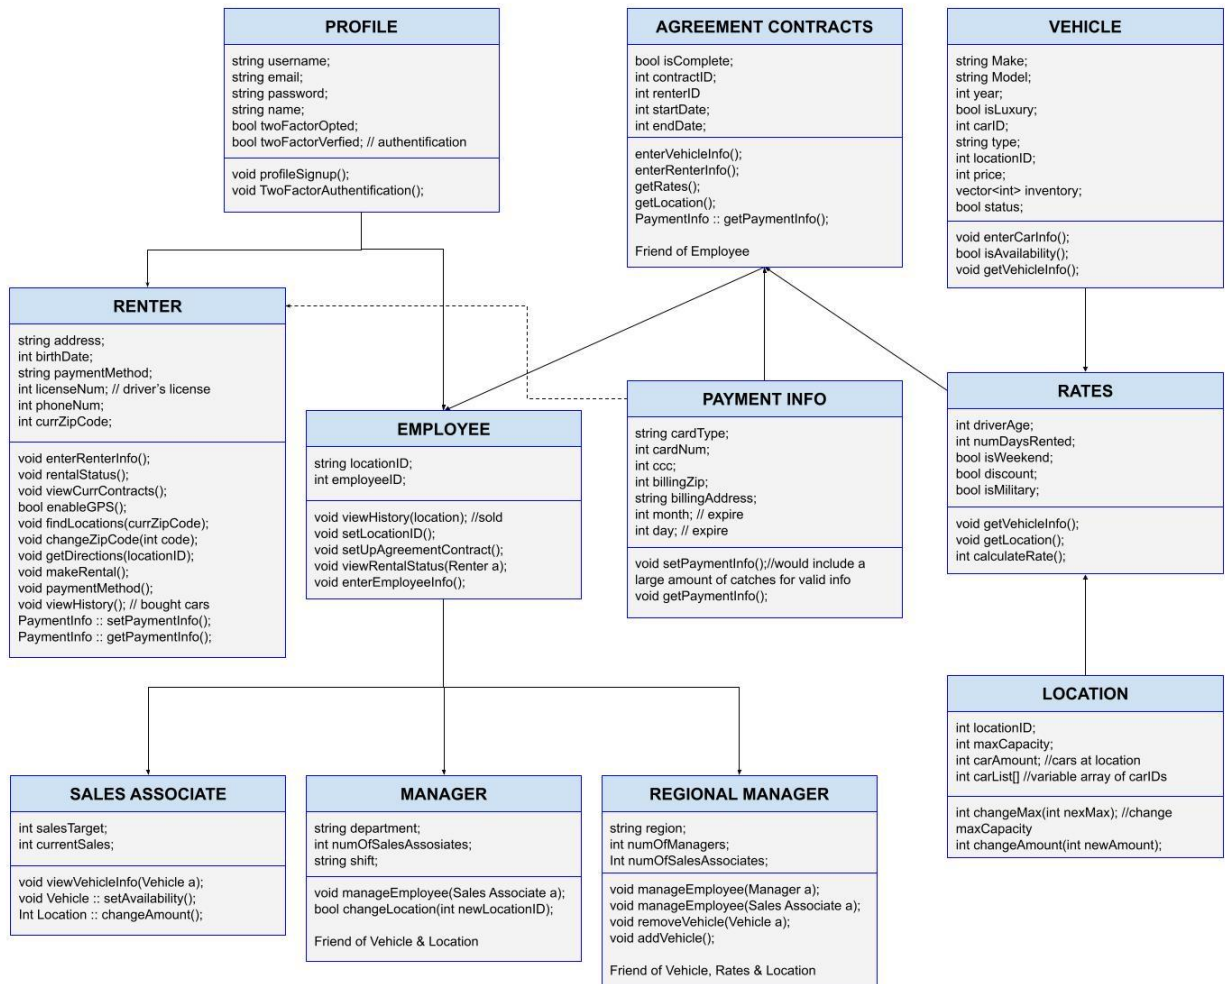 PROFILE
string username;
string email;
string password;
string name;
bool twoFactorOpted;
bool twoFactorVerfied; // authentification
void profileSignup();
void TwoFactorAuthentification();
AGREEMENT CONTRACTS
bool isComplete;
int contractID;
int renterID
int startDate;
int endDate;
enterVehicleInfo();
enterRenterInfo();
getRates();
getLocation();
PaymentInfo :: getPaymentInfo();
Friend of Employee
VEHICLE
string Make;
string Model;
int year;
bool isLuxury;
int carID;
string type;
int locationID;
int price;
vector<int> inventory;
bool status;
void enterCarInfo();
bool isAvailability();
void getVehicleInfo();
RENTER
string address;
int birthDate;
string paymentMethod;
int licenseNum; // driver's license
int phoneNum;
int currZipCode;
void enterRenterInfo();
void rentalStatus();
void viewCurrContracts();
bool enableGPS();
void findLocations(currZipCode);
void changeZipCode(int code);
void getDirections(locationID);
void makeRental();
void paymentMethod();
void viewHistory(); // bought cars
PaymentInfo :: setPaymentInfo();
PaymentInfo :: getPaymentInfo();
EMPLOYEE
string locationID;
int employeeID;
void viewHistory(location); //sold
void setLocationID();
void setUpAgreementContract();
void viewRentalStatus(Renter a);
void enterEmployeeInfo();
PAYMENT INFO
string cardType;
int cardNum;
int ccc;
int billingZip;
string billingAddress;
int month; // expire
int day; // expire
void setPaymentInfo();//would include a
large amount of catches for valid info
void getPaymentInfo();
RATES
int driverAge;
int numDaysRented;
bool isWeekend;
bool discount;
bool isMilitary;
void getVehicleInfo();
void getLocation();
int calculateRate();
LOCATION
int locationID;
int maxCapacity;
int carAmount; //cars at location
int carList[] //variable array of carIDs
int changeMax(int nexMax); //change
maxCapacity
int changeAmount(int newAmount);
SALES ASSOCIATE
int salesTarget;
int currentSales;
void viewVehicleInfo(Vehicle a);
void Vehicle :: setAvailability();
Int Location :: changeAmount();
MANAGER
string department;
int numOfSalesAssosiates;
string shift;
void manageEmployee(Sales Associate a);
bool changeLocation(int newLocationID);
Friend of Vehicle & Location
REGIONAL MANAGER
string region;
int numOfManagers;
Int numOfSalesAssociates;
void manageEmployee(Manager a);
void manageEmployee(Sales Associate a);
void removeVehicle(Vehicle a);
void addVehicle();
Friend of Vehicle, Rates & Location